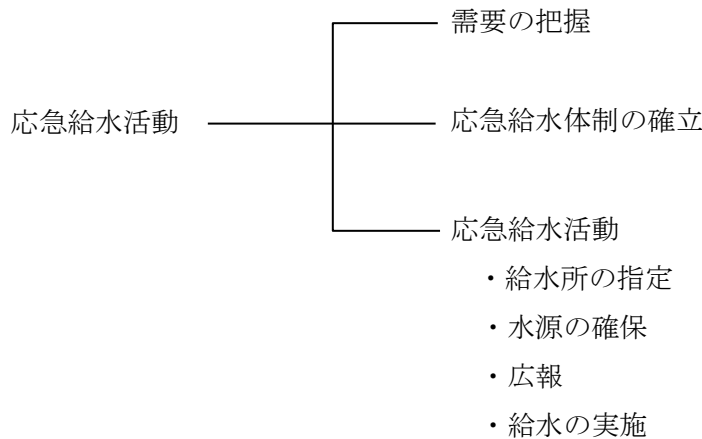 需要の把握
応急給水活動
応急給水体制の確立
応急給水活動
・給水所の指定
・水源の確保
・広報
・給水の実施